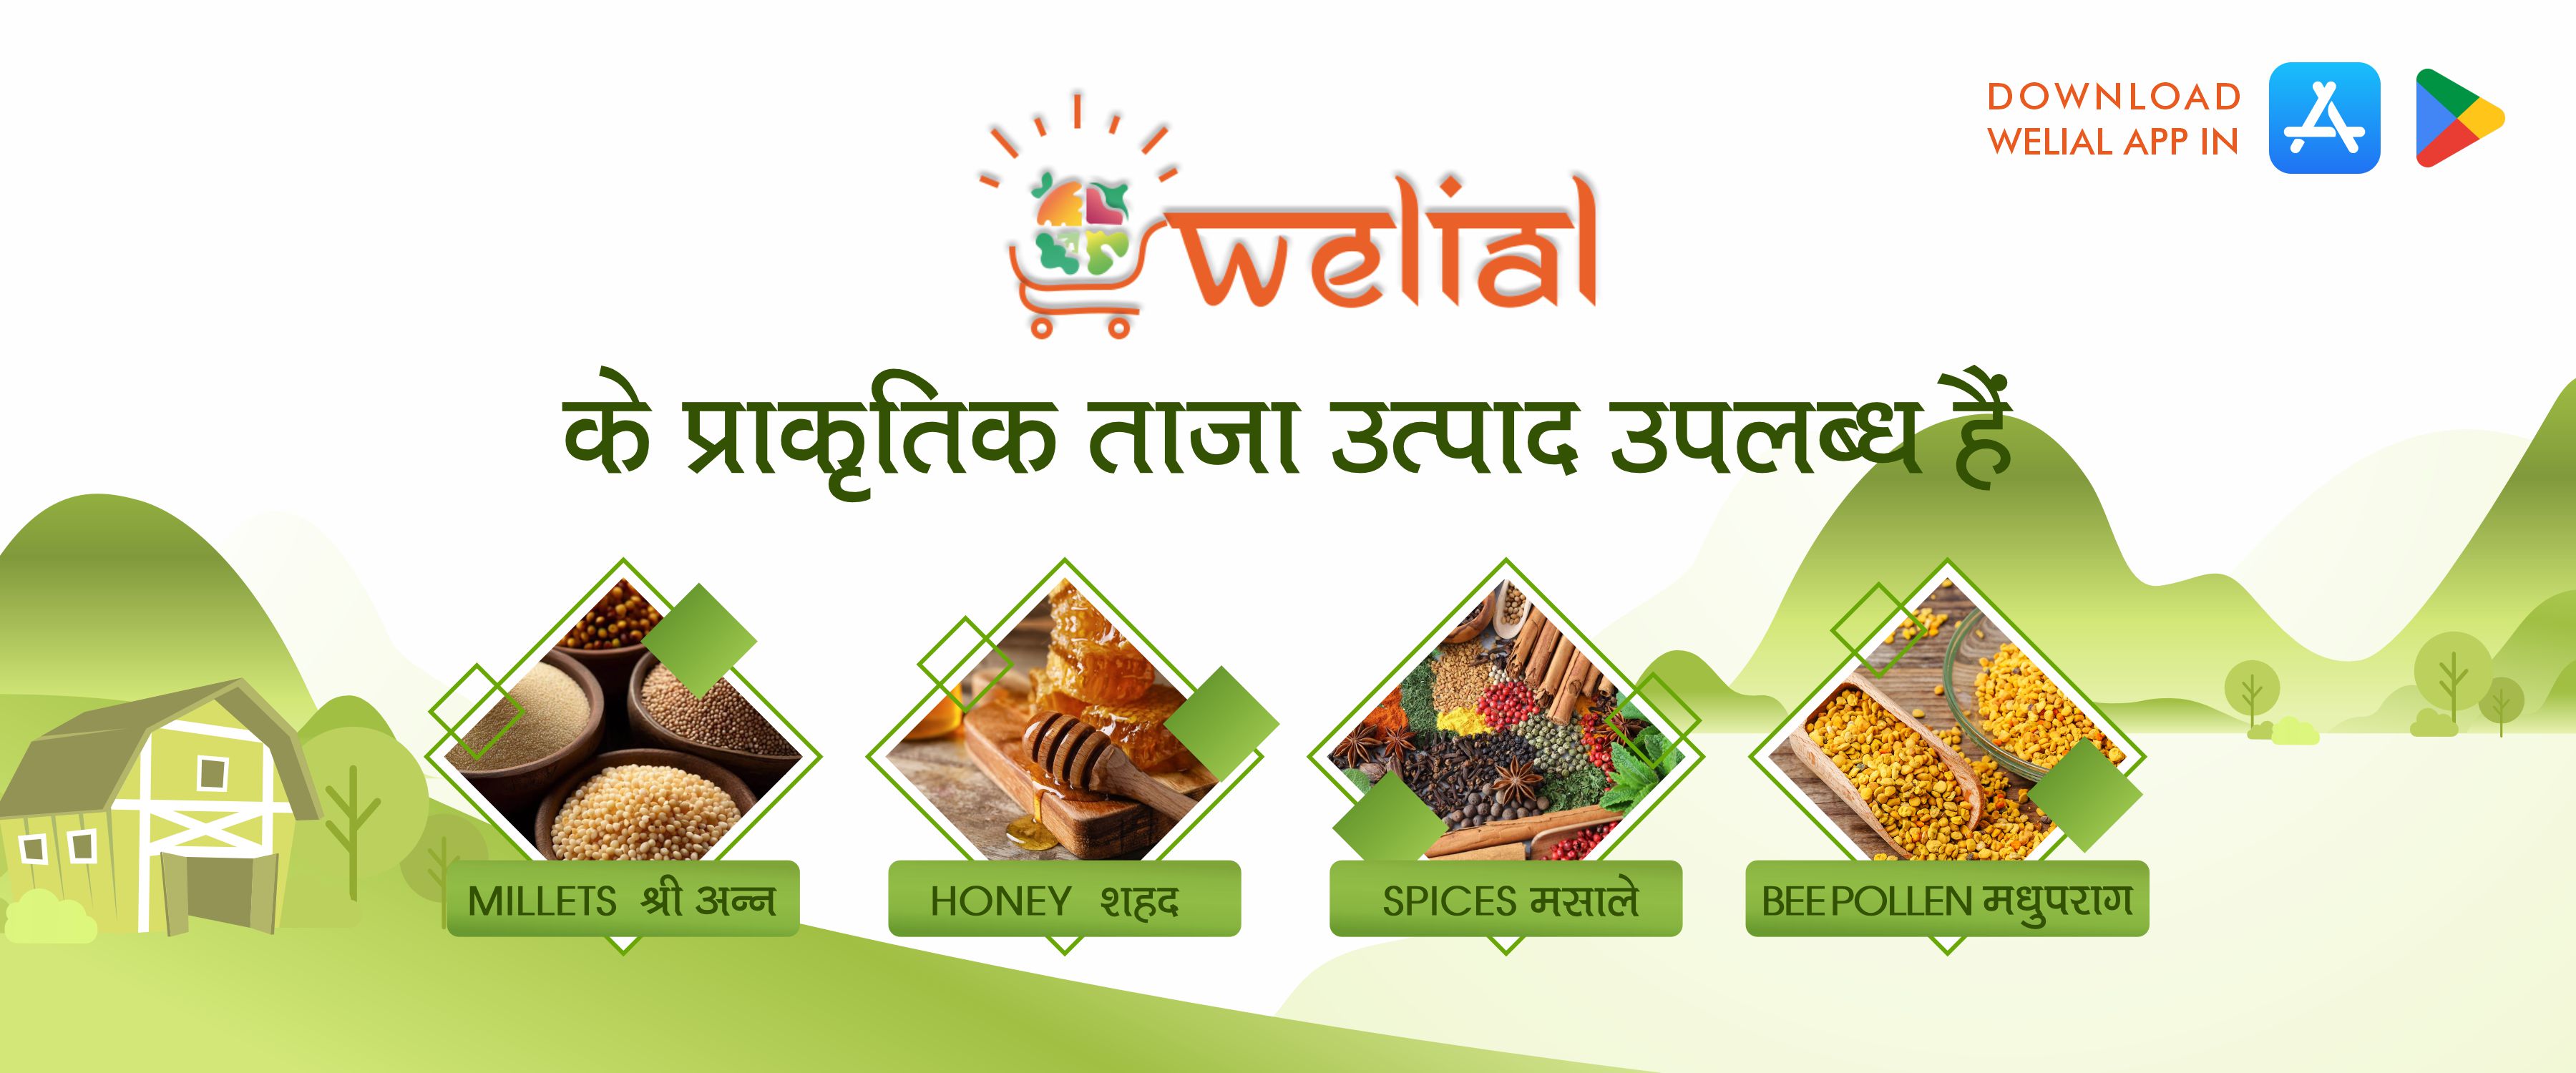 DOWNLOAD
WELIAL APP IN
welial
के प्राकृतिक ताजा उत्पाद उपलब्ध हैं
MILLETS श्री अन्न
HONEY शहद
SPICES मसाले
BEE POLLEN मधुपराग